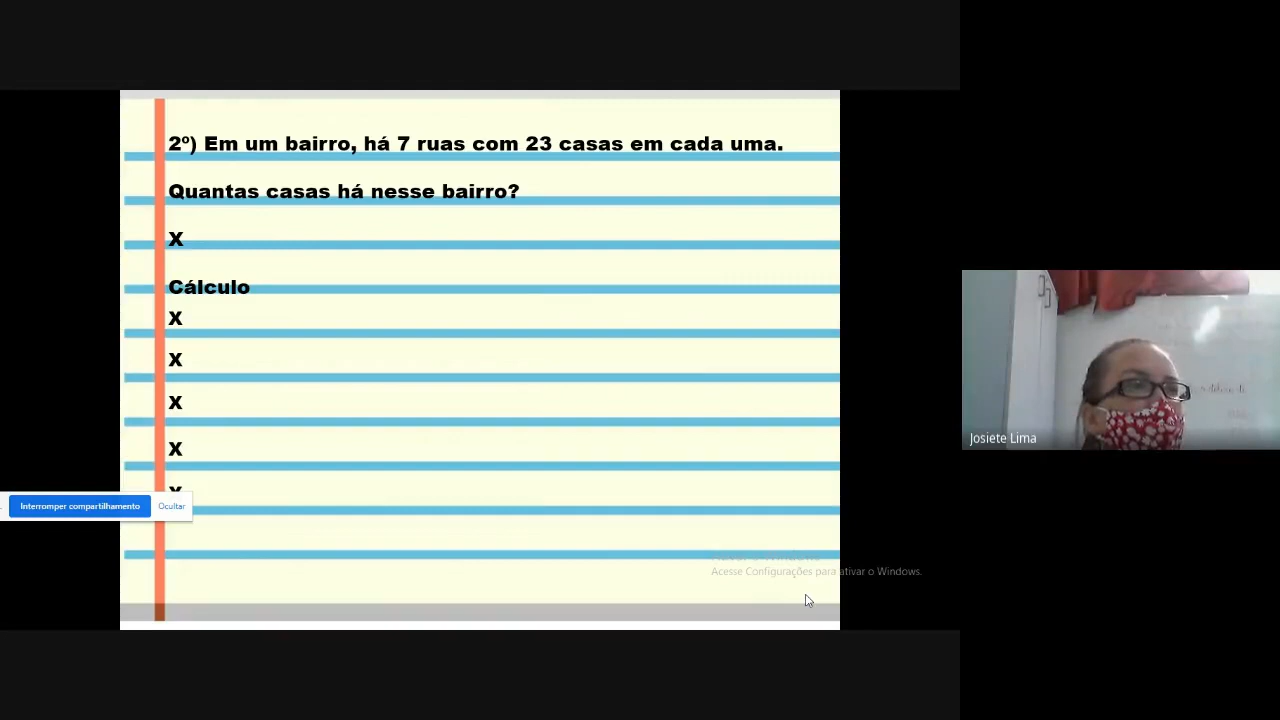 2º) Em um bairro, há 7 ruas com 23 casas em cada uma.
Quantas casas há nesse bairro?
X
Cálculo
X
X
X
X
X
Interromper compartilhamento
Ocultar
Acesse Configurações para ativar o Windows.
Josiete Lima